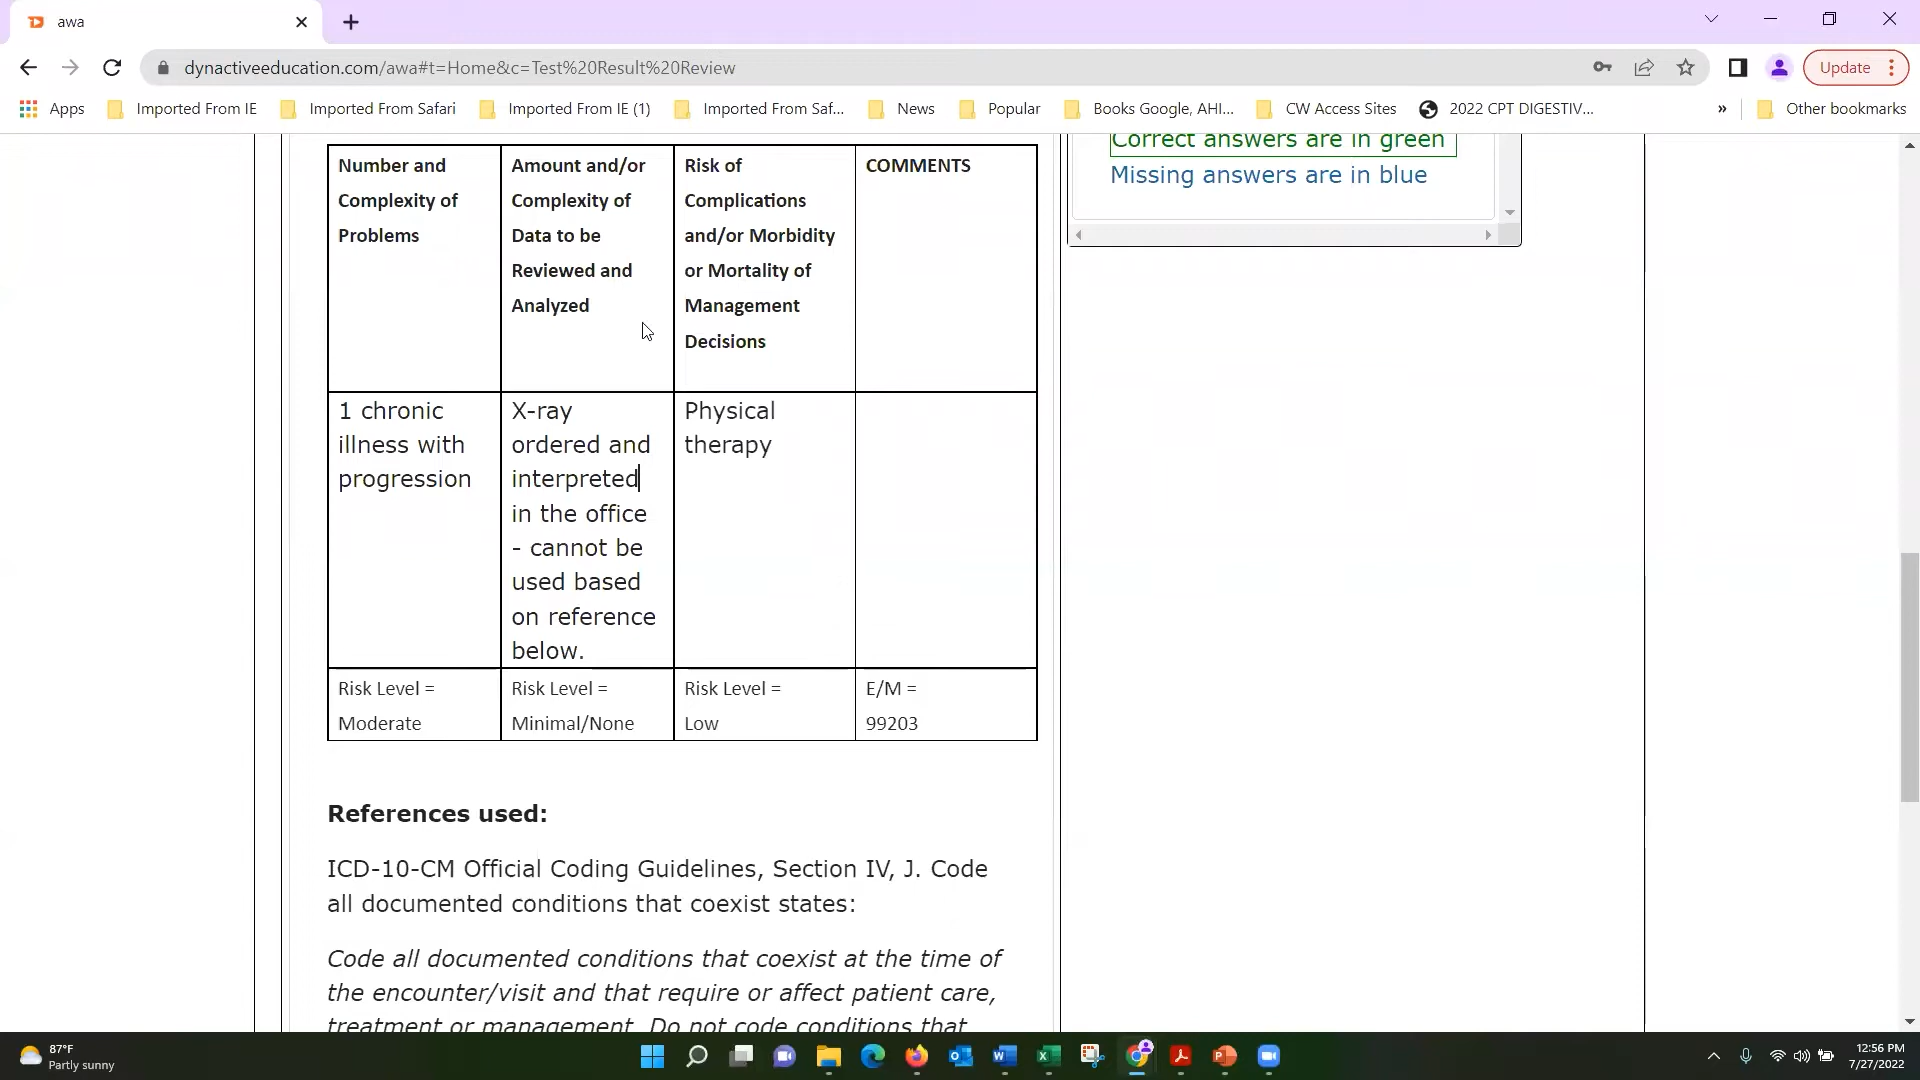 awa
dynactiveeducation.com/awa#t=Home&c=Test%20Result%20Review
Update
Apps
Imported From IE
Imported From Safari
Imported From IE (1)
Imported From Saf...
News
Popular
Books Google, AHI...
CW Access Sites
2022 CPT DIGESTIV...
»
Other bookmarks
Correct answers are in green
Missing answers are in blue
Number and
Complexity of
Problems
Amount and/or
Complexity of
Data to be
Reviewed and
Analyzed
Risk of
Complications
and/or Morbidity
or Mortality of
Management
Decisions
COMMENTS
1 chronic
illness with
progression
X-ray
ordered and
interpreted
in the office
- cannot be
used based
on reference
below.
Physical
therapy
Risk Level =
Moderate
Risk Level =
Minimal/None
Risk Level =
Low
E/M =
99203
References used:
ICD-10-CM Official Coding Guidelines, Section IV, J. Code
all documented conditions that coexist states:
Code all documented conditions that coexist at the time of
the encounter/visit and that require or affect patient care,
treatment or management. Do not code conditions that
87°F
Partly sunny
12:56 PM
7/27/2022